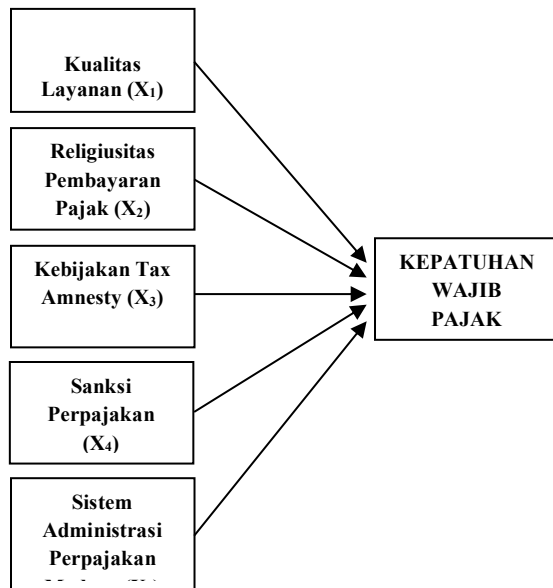 Kualitas
Layanan (X₁)
Religiusitas
Pembayaran
Pajak (X₂)
Kebijakan Tax
Amnesty (X₃)
KEPATUHAN
WAJIB
PAJAK
Sanksi
Perpajakan
(X₄)
Sistem
Administrasi
Perpajakan